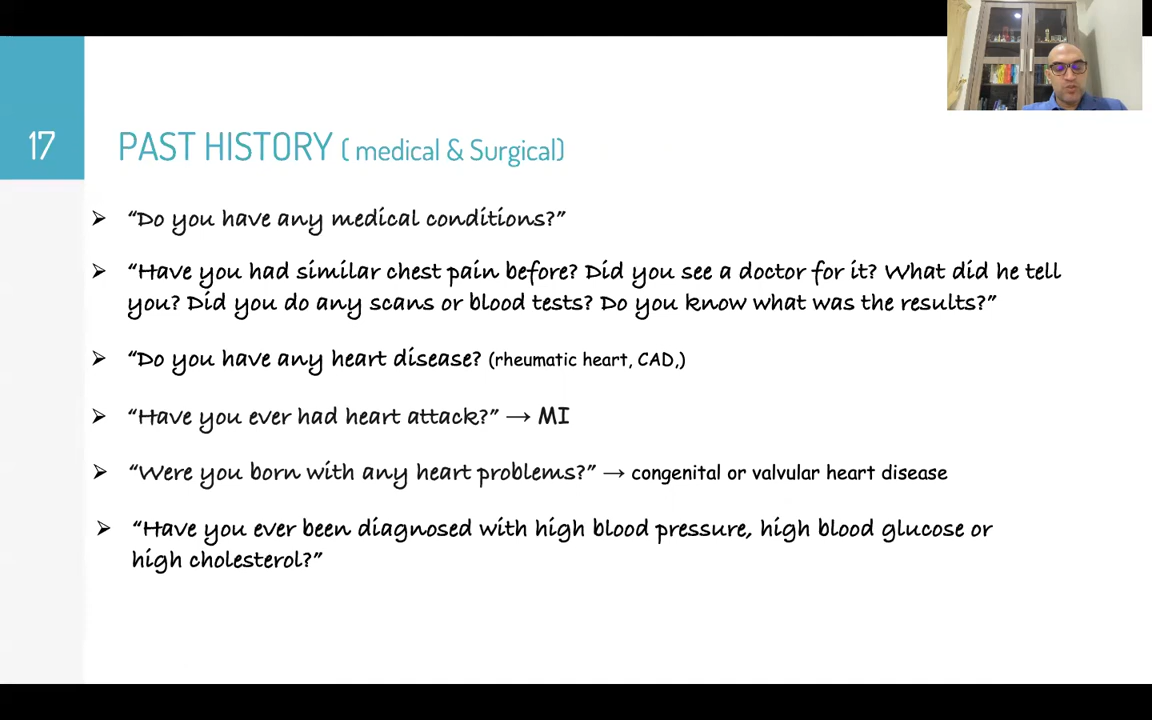 17
PAST HISTORY ( medical & Surgical)
➢ “Do you have any medical conditions?”
➢ “Have you had similar chest pain before? Did you see a doctor for it? What did he tell
you? Did you do any scans or blood tests? Do you know what was the results?”
➢ “Do you have any heart disease? (rheumatic heart, CAD,)
➢ “Have you ever had heart attack?” → MI
➢ “Were you born with any heart problems?” → congenital or valvular heart disease
➢ “Have you ever been diagnosed with high blood pressure, high blood glucose or
high cholesterol?”